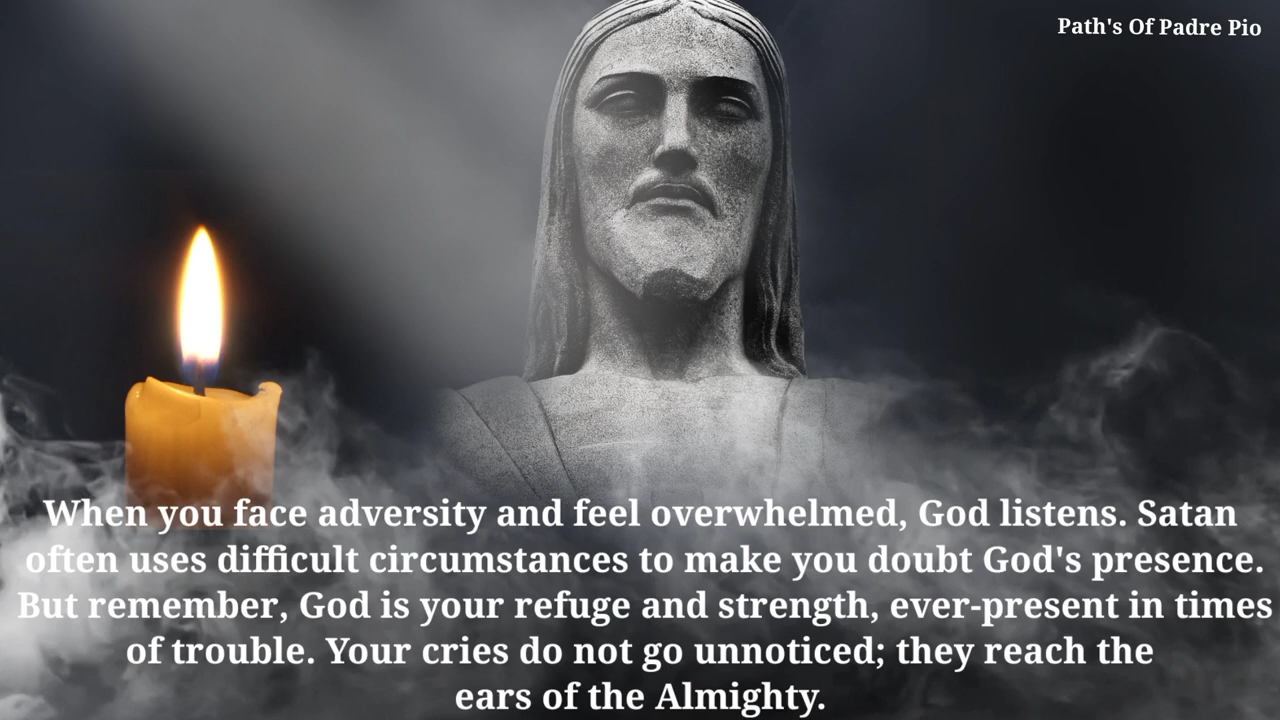 Path's Of Padre Pio
When you face adversity and feel overwhelmed, God listens. Satan
often uses difficult circumstances to make you doubt God's presence.
But remember, God is your refuge and strength, ever-present in times
of trouble. Your cries do not go unnoticed; they reach the
ears of the Almighty.